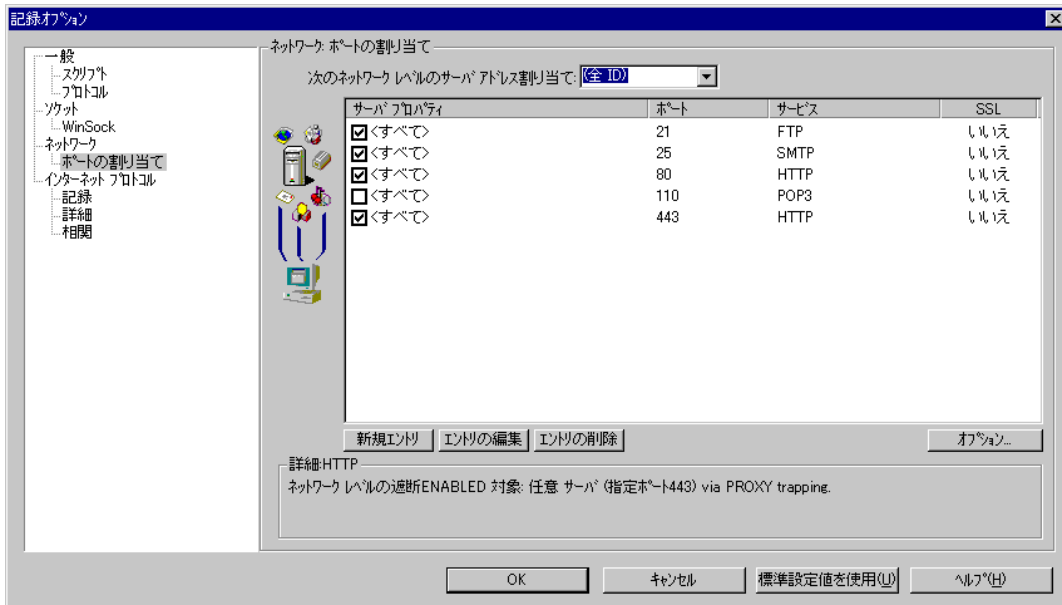 記録オプション
一般
スクリプト
プロトコル
ソケット
WinSock
ネットワーク
ポートの割り当て
インターネット プロトコル
記録
詳細
相関
ネットワーク: ポートの割り当て
次のネットワーク レベルのサーバ アドレス割り当て: (全 ID)
サーバ プロパティ ポート サービス SSL
<すべて> 21 FTP いいえ
<すべて> 25 SMTP いいえ
<すべて> 80 HTTP いいえ
<すべて> 110 POP3 いいえ
<すべて> 443 HTTP いいえ
新規エントリ エントリの編集 エントリの削除 オプション...
詳細:HTTP
ネットワーク レベルの遮断ENABLED 対象: 任意 サーバ (指定ポート443) via PROXY trapping.
OK キャンセル 標準設定値を使用(U) ヘルプ(H)